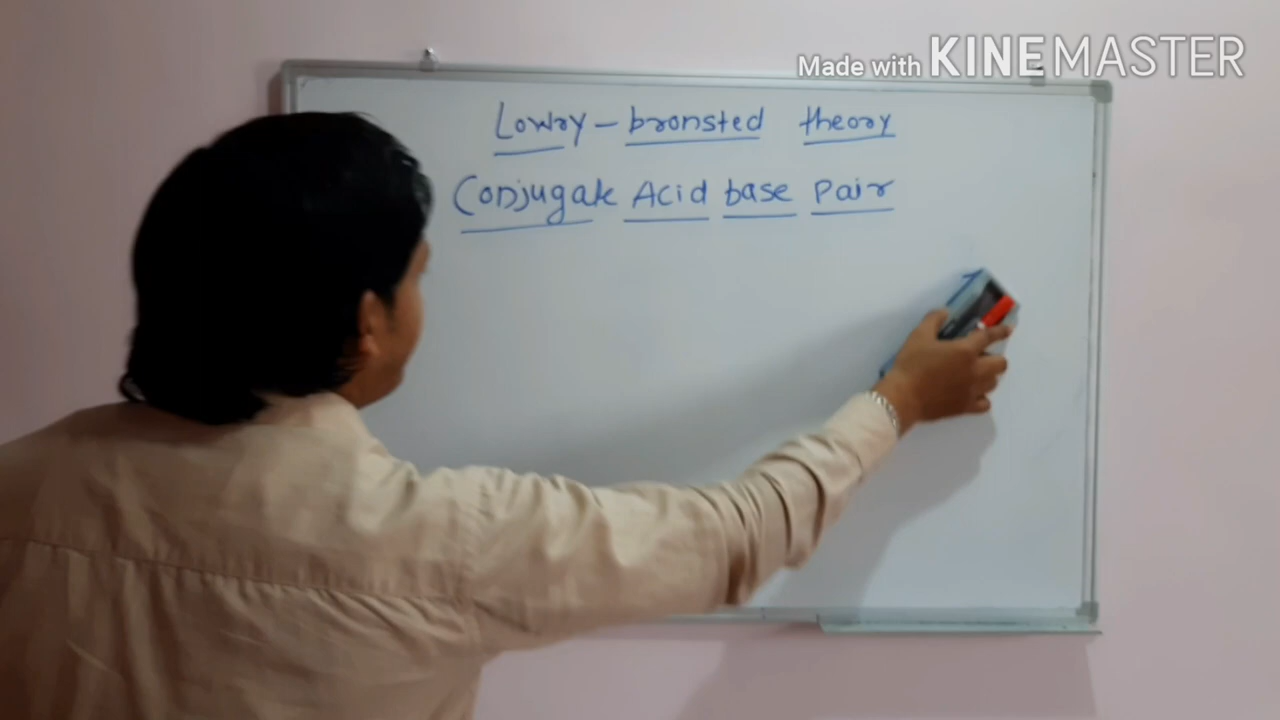 Made with KINEMASTER
Lowry - bronsted theory
Conjugate Acid base Pair